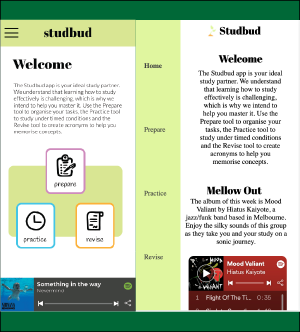 studbud
Welcome
The Studbud app is your ideal study partner.
We understand that learning how to study
effectively is challenging, which is why we
intend to help you master it. Use the Prepare
tool to organise your tasks, the Practice tool
to study under timed conditions and the
Revise tool to create acronyms to help you
memorise concepts.
prepare
practice
revise
Something in the way
Nevermind
Home
Prepare
Practice
Revise
Studbud
Welcome
The Studbud app is your ideal
study partner. We understand
that learning how to study
effectively is challenging,
which is why we intend to
help you master it. Use the
Prepare tool to organise your
tasks, the Practice tool to
study under timed conditions
and the Revise tool to create
acronyms to help you
memorise concepts.
Mellow Out
The album of this week is Mood
Valiant by Hiatus Kaiyote, a
jazz/funk band based in Melbourne.
Enjoy the silky sounds of this group
as they take you and your study on a
sonic journey.
Mood Valiant
Hiatus Kaiyote
1 Flight Of The Ti... 0:35